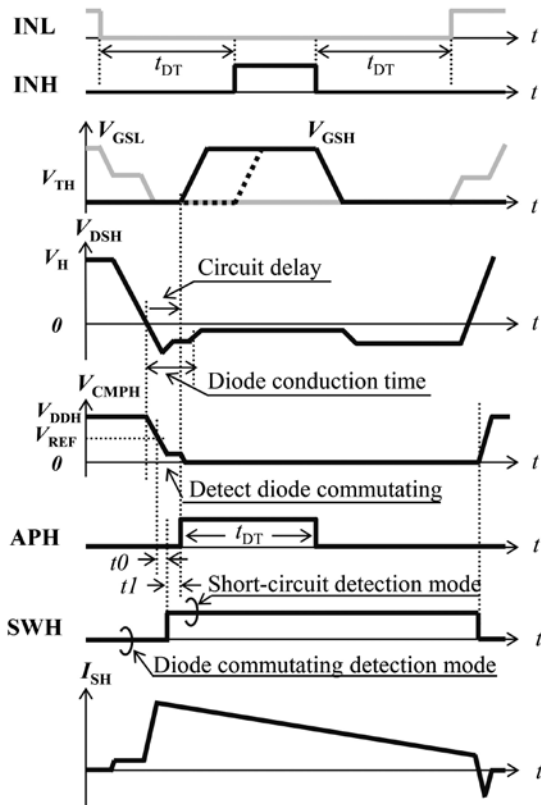 INL
t
t_DT
t_DT
INH
t
V_GSL
V_GSH
V_TH
t
V_DSH
V_H
Circuit delay
0
t
Diode conduction time
V_CMPH
V_DDH
V_REF
0
t
Detect diode commutating
APH
t_DT
t
t0
t1
Short-circuit detection mode
SWH
t
Diode commutating detection mode
I_SH
t